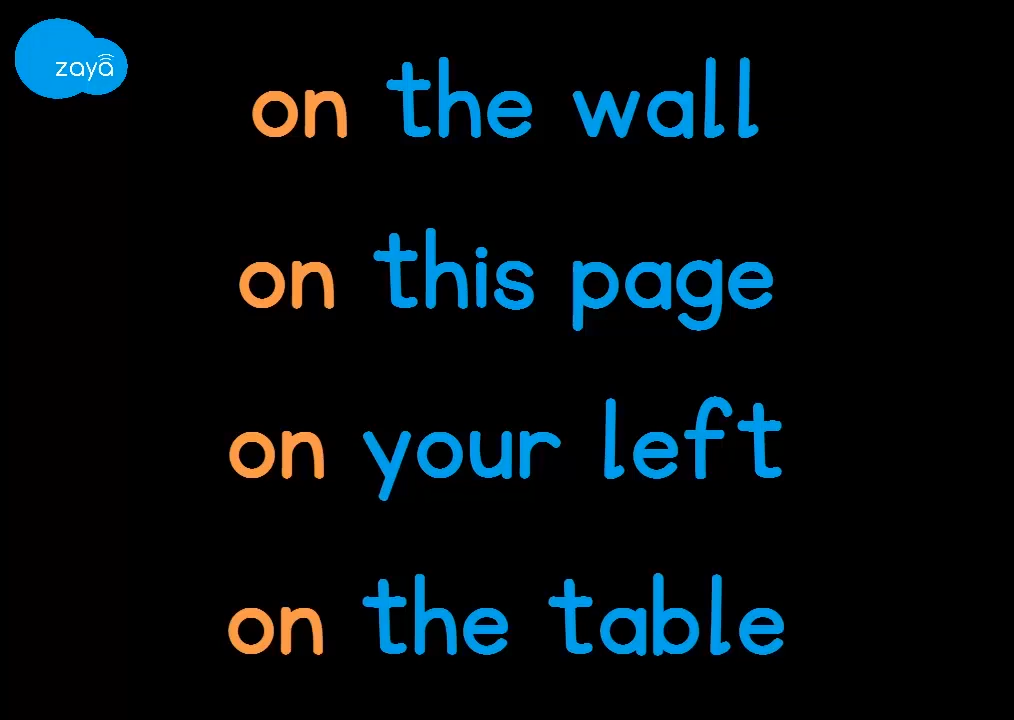 zaya
on the wall
on this page
on your left
on the table